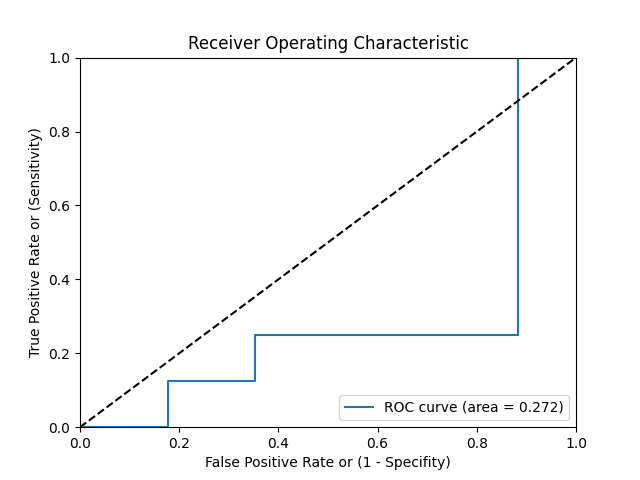 Receiver Operating Characteristic
1.0
0.8
0.6
0.4
0.2
0.0
True Positive Rate or (Sensitivity)
ROC curve (area = 0.272)
0.0 0.2 0.4 0.6 0.8 1.0
False Positive Rate or (1 - Specifity)